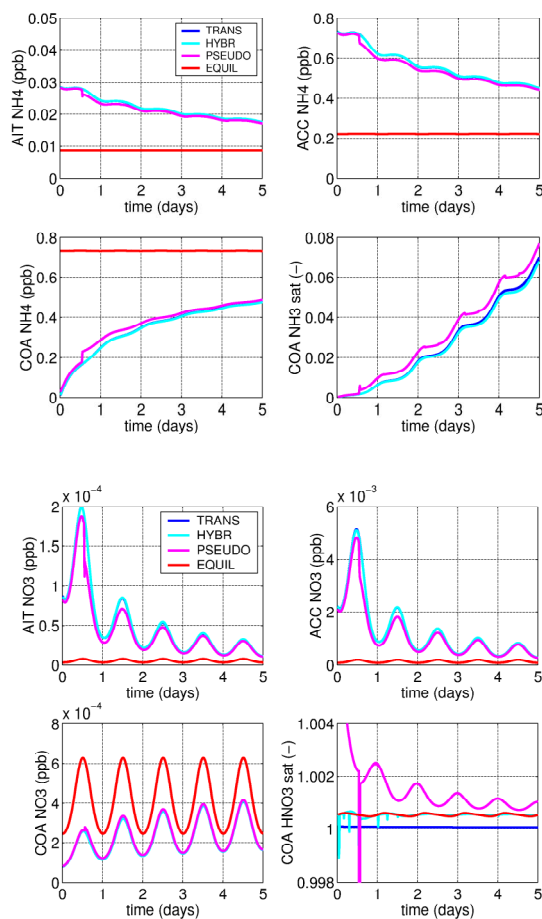 0.05
0.04
0.03
0.02
0.01
0
AIT NH4 (ppb)
TRANS
HYBR
PSEUDO
EQUIL
0 1 2 3 4 5
time (days)
0.8
0.6
0.4
0.2
0
ACC NH4 (ppb)
0 1 2 3 4 5
time (days)
0.8
0.6
0.4
0.2
0
COA NH4 (ppb)
0 1 2 3 4 5
time (days)
0.08
0.06
0.04
0.02
0
COA NH3 sat (−)
0 1 2 3 4 5
time (days)
x 10−4
2
1.5
1
0.5
0
AIT NO3 (ppb)
TRANS
HYBR
PSEUDO
EQUIL
0 1 2 3 4 5
time (days)
x 10−3
6
4
2
0
ACC NO3 (ppb)
0 1 2 3 4 5
time (days)
x 10−4
8
6
4
2
0
COA NO3 (ppb)
0 1 2 3 4 5
time (days)
1.004
1.002
1
0.998
COA HNO3 sat (−)
0 1 2 3 4 5
time (days)